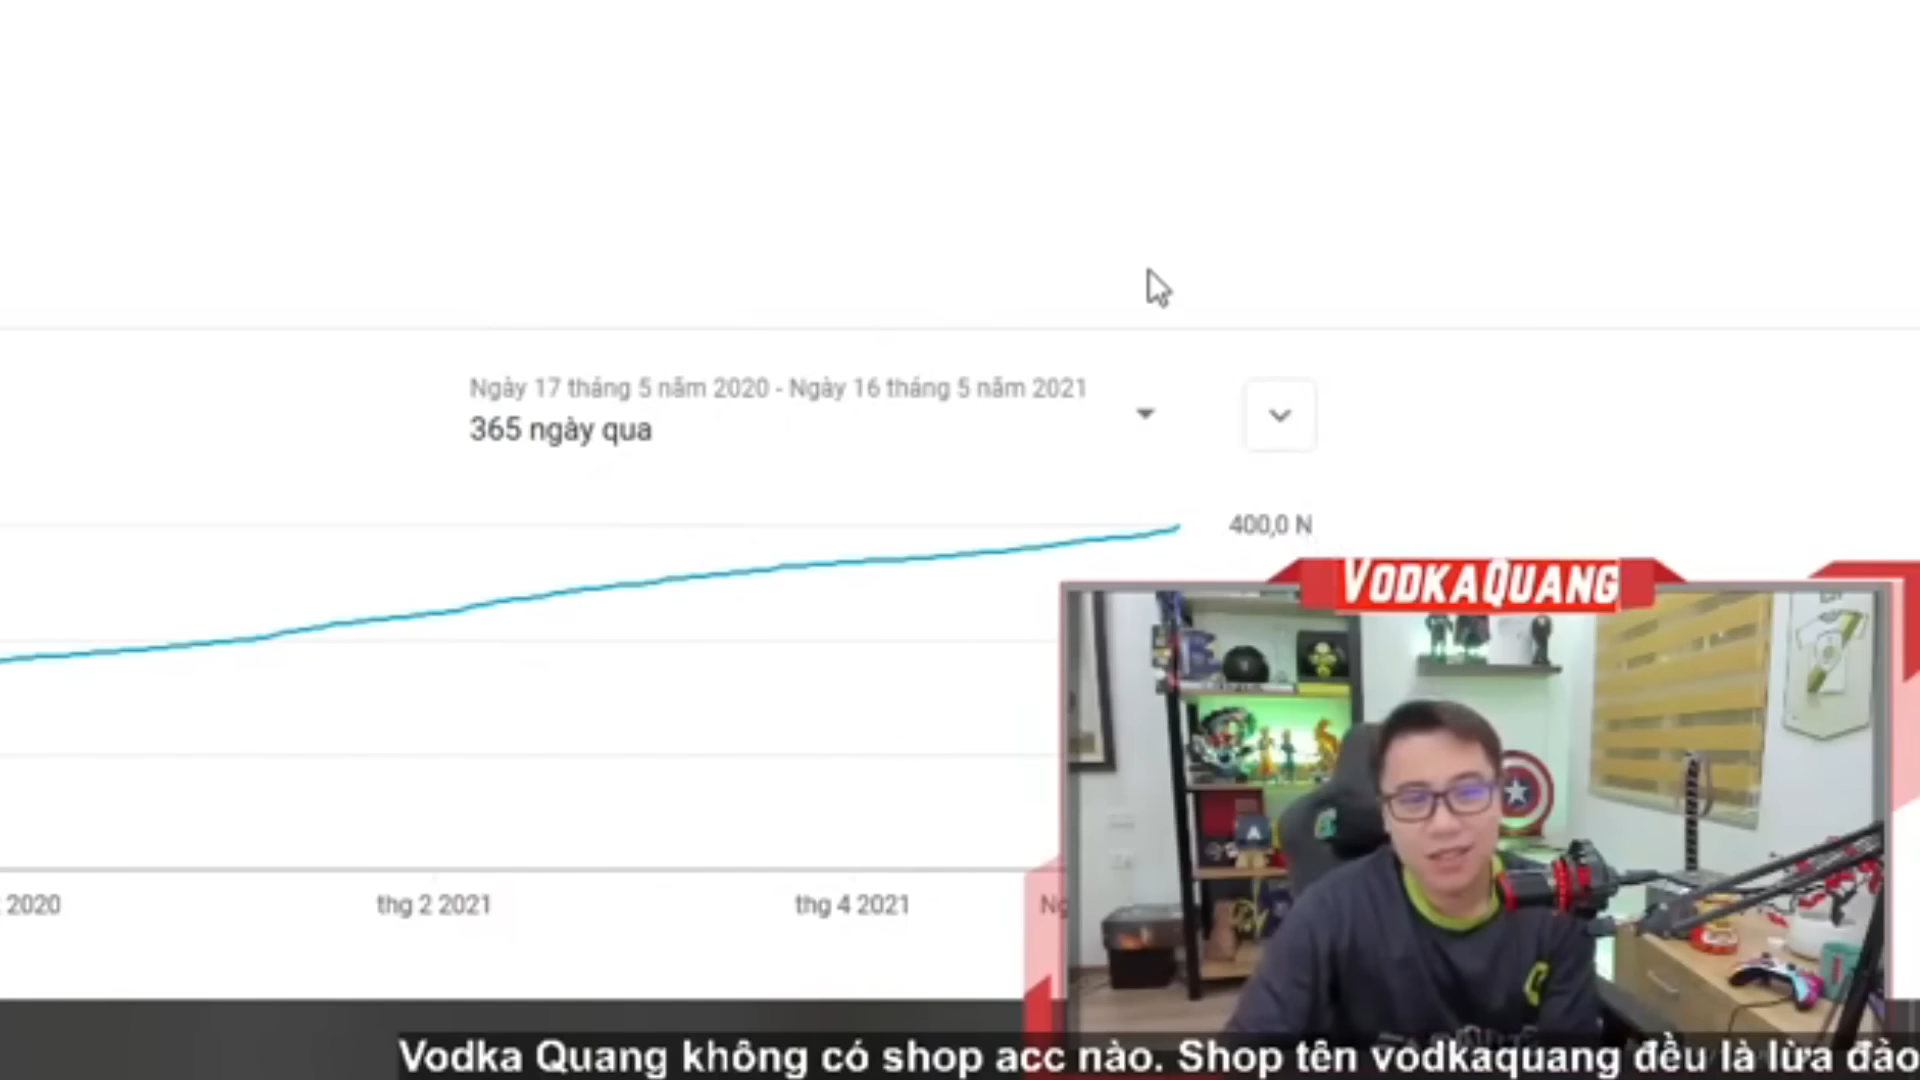 Ngày 17 tháng 5 năm 2020 - Ngày 16 tháng 5 năm 2021
365 ngày qua
400,0 N
VODKAQUANG
2020
thg 2 2021
thg 4 2021
Vodka Quang không có shop acc nào. Shop tên vodkaquang đều là lừa đảo